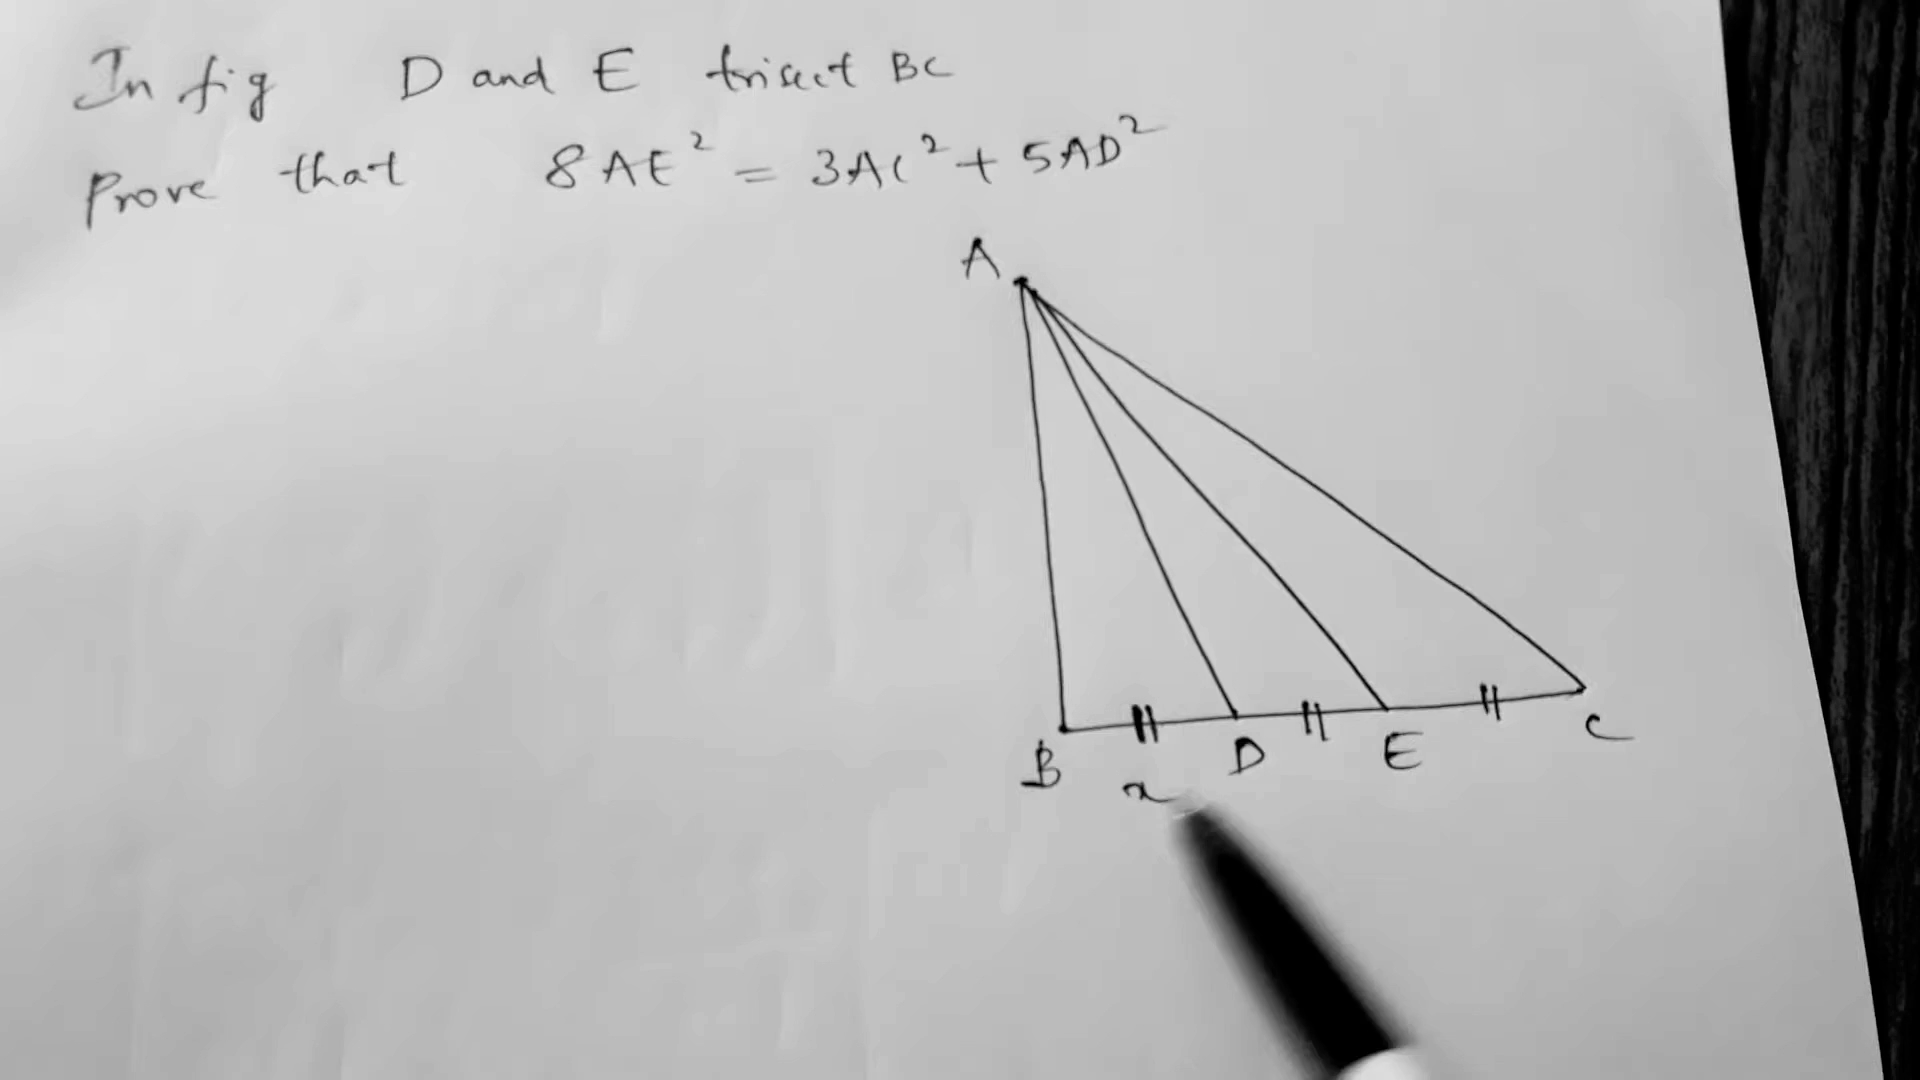 In fig D and E trisect BC
Prove that 8AE² = 3AC² + 5AD²
A
B D E C
x